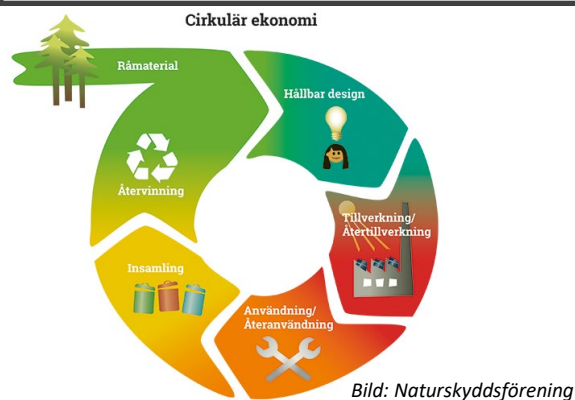 Cirkulär ekonomi
Råmaterial
Hållbar design
Tillverkning/
Återtillverkning
Användning/
Återanvändning
Insamling
Återvinning
Bild: Naturskyddsförening